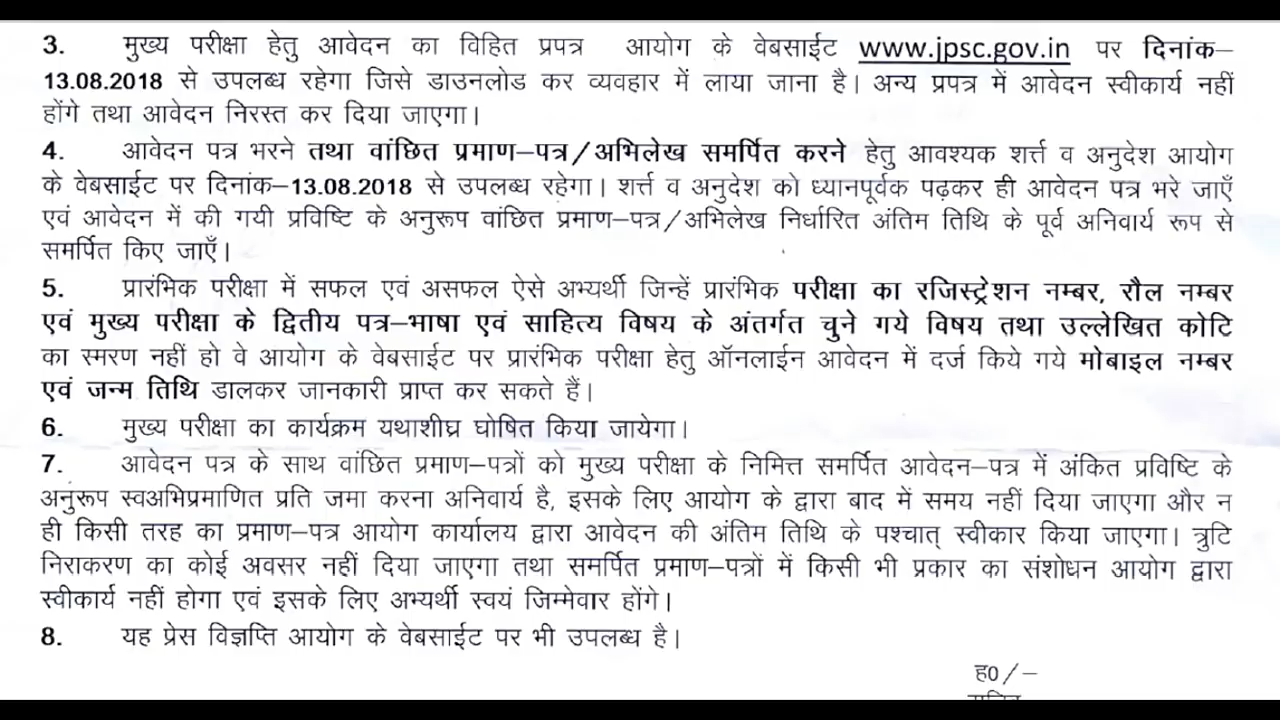 3. मुख्य परीक्षा हेतु आवेदन का विहित प्रपत्र आयोग के वेबसाईट www.jpsc.gov.in पर दिनांक–
13.08.2018 से उपलब्ध रहेगा जिसे डाउनलोड कर व्यवहार में लाया जाना है। अन्य प्रपत्र में आवेदन स्वीकार्य नहीं
होंगे तथा आवेदन निरस्त कर दिया जाएगा।
4. आवेदन पत्र भरने तथा वांछित प्रमाण–पत्र/अभिलेख समर्पित करने हेतु आवश्यक शर्त्त व अनुदेश आयोग
के वेबसाईट पर दिनांक–13.08.2018 से उपलब्ध रहेगा। शर्त्त व अनुदेश को ध्यानपूर्वक पढ़कर ही आवेदन पत्र भरे जाएँ
एवं आवेदन में की गयी प्रविष्टि के अनुरूप वांछित प्रमाण–पत्र/अभिलेख निर्धारित अंतिम तिथि के पूर्व अनिवार्य रूप से
समर्पित किए जाएँ।
5. प्रारंभिक परीक्षा में सफल एवं असफल ऐसे अभ्यर्थी जिन्हें प्रारंभिक परीक्षा का रजिस्ट्रेशन नम्बर, रौल नम्बर
एवं मुख्य परीक्षा के द्वितीय पत्र–भाषा एवं साहित्य विषय के अंतर्गत चुने गये विषय तथा उल्लेखित कोटि
का स्मरण नहीं हो वे आयोग के वेबसाईट पर प्रारंभिक परीक्षा हेतु ऑनलाईन आवेदन में दर्ज किये गये मोबाइल नम्बर
एवं जन्म तिथि डालकर जानकारी प्राप्त कर सकते हैं।
6. मुख्य परीक्षा का कार्यक्रम यथाशीघ्र घोषित किया जायेगा।
7. आवेदन पत्र के साथ वांछित प्रमाण–पत्रों को मुख्य परीक्षा के निमित्त समर्पित आवेदन–पत्र में अंकित प्रविष्टि के
अनुरूप स्वअभिप्रमाणित प्रति जमा करना अनिवार्य है, इसके लिए आयोग के द्वारा बाद में समय नहीं दिया जाएगा और न
ही किसी तरह का प्रमाण–पत्र आयोग कार्यालय द्वारा आवेदन की अंतिम तिथि के पश्चात् स्वीकार किया जाएगा। त्रुटि
निराकरण का कोई अवसर नहीं दिया जाएगा तथा समर्पित प्रमाण–पत्रों में किसी भी प्रकार का संशोधन आयोग द्वारा
स्वीकार्य नहीं होगा एवं इसके लिए अभ्यर्थी स्वयं जिम्मेवार होंगे।
8. यह प्रेस विज्ञप्ति आयोग के वेबसाईट पर भी उपलब्ध है।
ह0/–